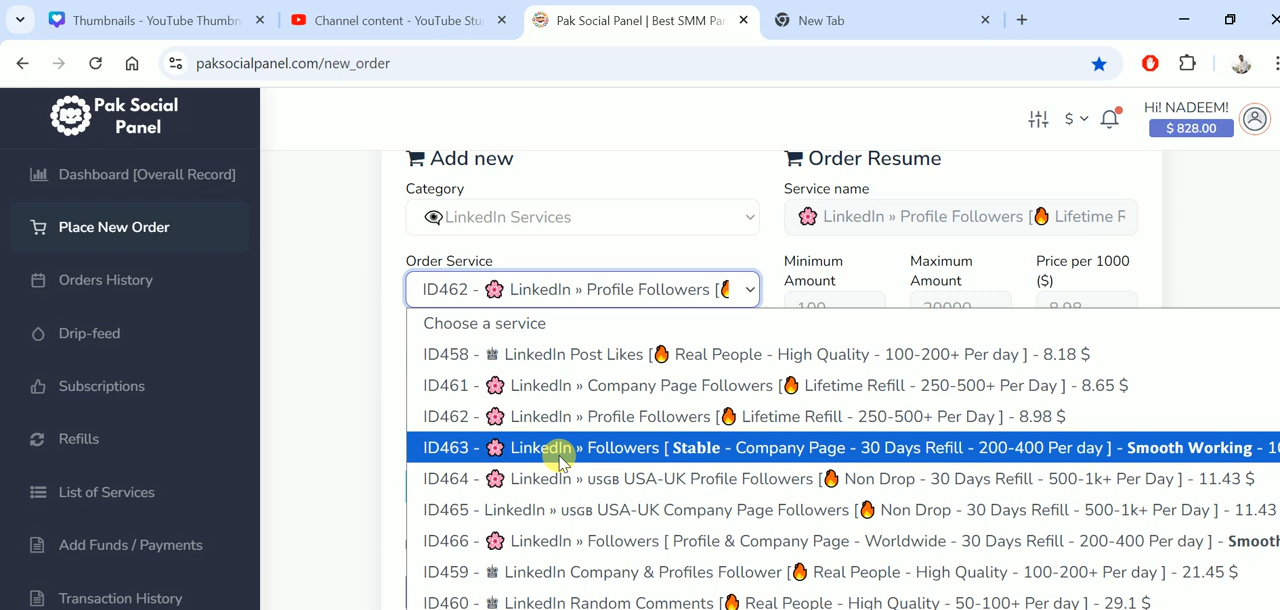 Thumbnails - YouTube Thumbn
Channel content - YouTube Stu
Pak Social Panel | Best SMM Pa
New Tab
paksocialpanel.com/new_order
Pak Social
Panel
$
Hi! NADEEM!
$ 828.00
Dashboard [Overall Record]
Place New Order
Orders History
Drip-feed
Subscriptions
Refills
List of Services
Add Funds / Payments
Transaction History
Add new
Category
LinkedIn Services
Order Service
ID462 - 🌸 LinkedIn » Profile Followers [🔥
Order Resume
Service name
🌸 LinkedIn » Profile Followers [🔥 Lifetime R
Minimum
Amount
Maximum
Amount
Price per 1000
($)
100
20000
8.98
Choose a service
ID458 - LinkedIn Post Likes [🔥 Real People - High Quality - 100-200+ Per day ] - 8.18 $
ID461 - 🌸 LinkedIn » Company Page Followers [🔥 Lifetime Refill - 250-500+ Per Day ] - 8.65 $
ID462 - 🌸 LinkedIn » Profile Followers [🔥 Lifetime Refill - 250-500+ Per Day ] - 8.98 $
ID463 - 🌸 LinkedIn » Followers [ Stable - Company Page - 30 Days Refill - 200-400 Per day ] - Smooth Working - 10
ID464 - 🌸 LinkedIn » USGB USA-UK Profile Followers [🔥 Non Drop - 30 Days Refill - 500-1k+ Per Day ] - 11.43 $
ID465 - LinkedIn » USGB USA-UK Company Page Followers [🔥 Non Drop - 30 Days Refill - 500-1k+ Per Day ] - 11.43
ID466 - 🌸 LinkedIn » Followers [ Profile & Company Page - Worldwide - 30 Days Refill - 200-400 Per day ] - Smooth
ID459 - LinkedIn Company & Profiles Follower [🔥 Real People - High Quality - 100-200+ Per day ] - 21.45 $
ID460 - LinkedIn Random Comments [🔥 Real People - High Quality - 50-100+ Per day ] - 29.1 $